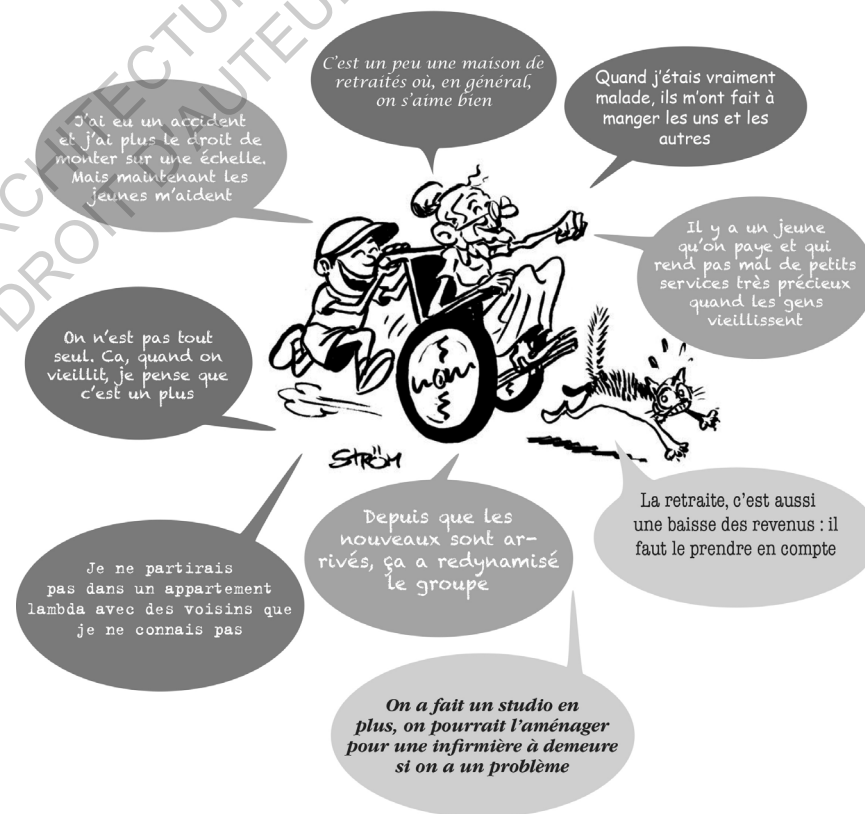 ARCHITECTUR
DROIT D'AUTEUR
C'est un peu une maison de
retraités où, en général,
on s'aime bien
Quand j'étais vraiment
malade, ils m'ont fait à
manger les uns et les
autres
J'ai eu un accident
et j'ai plus le droit de
monter sur une échelle.
Mais maintenant les
jeunes m'aident
Il y a un jeune
qu'on paye et qui
rend pas mal de petits
services très précieux
quand les gens
vieillissent
On n'est pas tout
seul. Ca, quand on
vieillit, je pense que
c'est un plus
STRÖM
La retraite, c'est aussi
une baisse des revenus : il
faut le prendre en compte
Depuis que les
nouveaux sont ar-
rivés, ça a redynamisé
le groupe
Je ne partirais
pas dans un appartement
lambda avec des voisins que
je ne connais pas
On a fait un studio en
plus, on pourrait l'aménager
pour une infirmière à demeure
si on a un problème